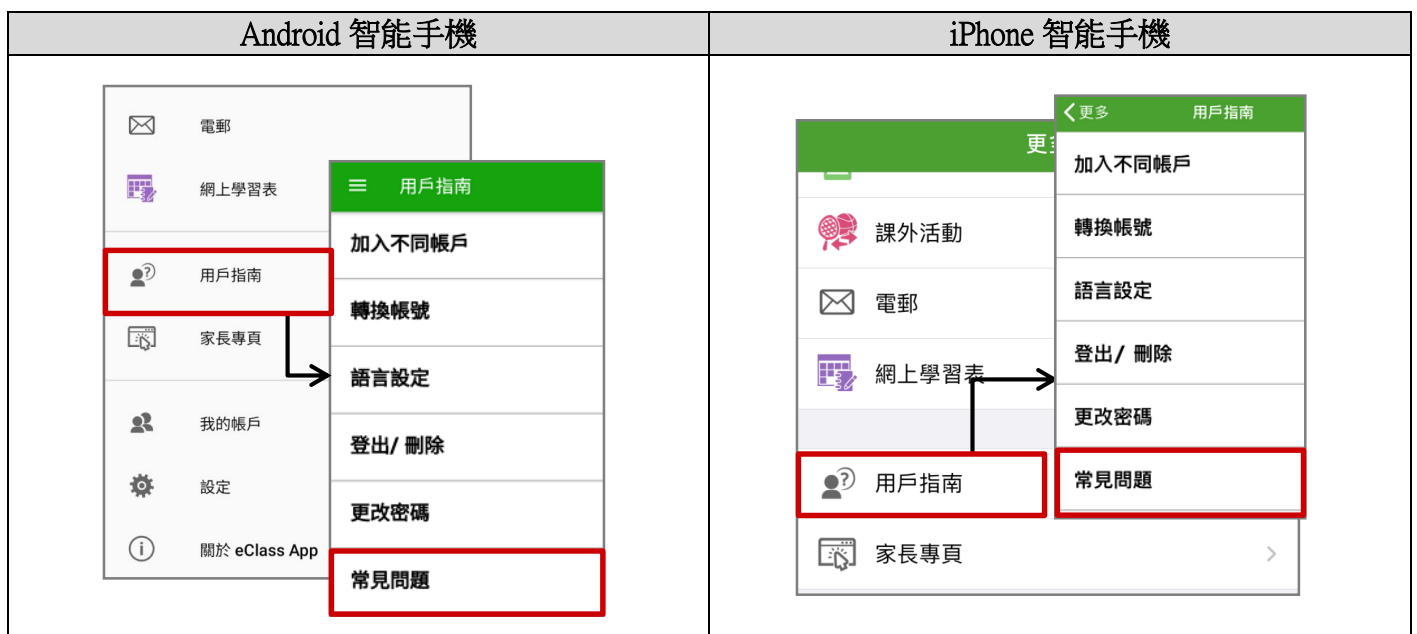 Android 智能手機
電郵
網上學習表
用戶指南
家長專頁
我的帳戶
設定
關於 eClass App
用戶指南
加入不同帳戶
轉換帳號
語言設定
登出/ 刪除
更改密碼
常見問題
iPhone 智能手機
更
課外活動
電郵
網上學習表
用戶指南
家長專頁
更多 用戶指南
加入不同帳戶
轉換帳號
語言設定
登出/ 刪除
更改密碼
常見問題